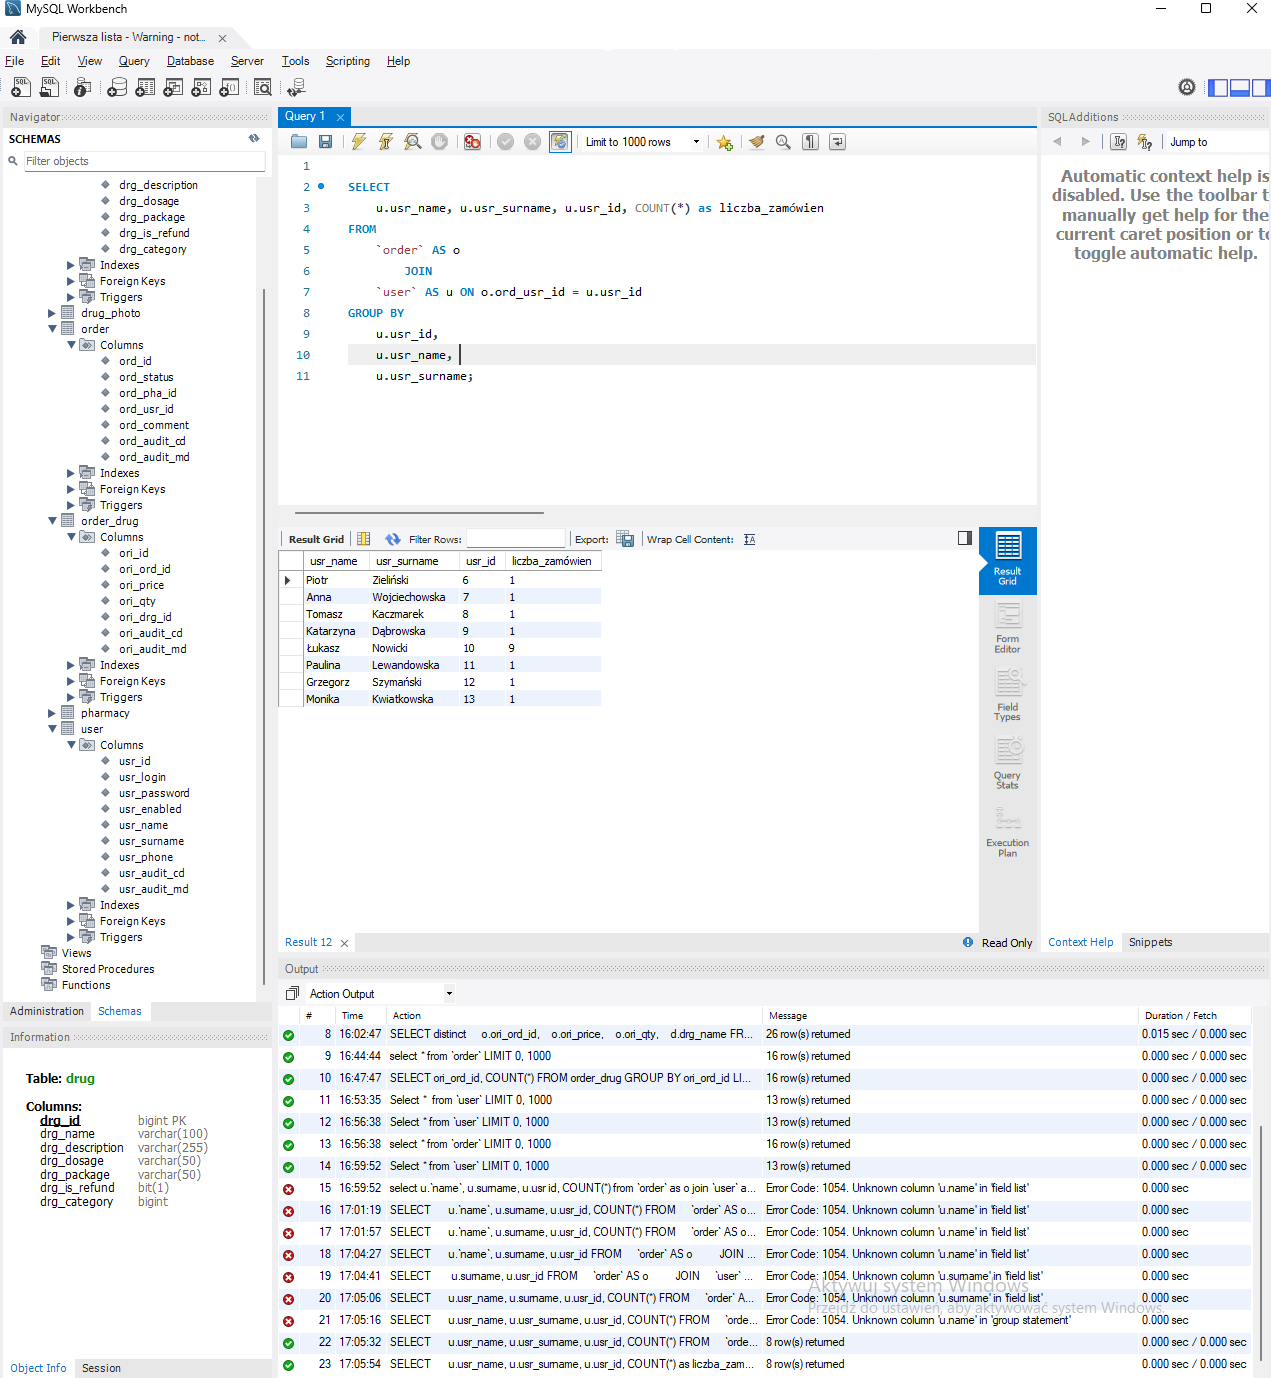 MySQL Workbench
Pierwsza lista - Warning - not...
File Edit View Query Database Server Tools Scripting Help
Navigator
SCHEMAS
Filter objects
drg_description
drg_dosage
drg_package
drg_is_refund
drg_category
Indexes
Foreign Keys
Triggers
drug_photo
order
Columns
ord_id
ord_status
ord_pha_id
ord_usr_id
ord_comment
ord_audit_cd
ord_audit_md
Indexes
Foreign Keys
Triggers
order_drug
Columns
ori_id
ori_ord_id
ori_price
ori_qty
ori_drg_id
ori_audit_cd
ori_audit_md
Indexes
Foreign Keys
Triggers
pharmacy
user
Columns
usr_id
usr_login
usr_password
usr_enabled
usr_name
usr_surname
usr_phone
usr_audit_cd
usr_audit_md
Indexes
Foreign Keys
Triggers
Views
Stored Procedures
Functions
Administration Schemas
Information
Table: drug
Columns:
drg_id bigint PK
drg_name varchar(100)
drg_description varchar(255)
drg_dosage varchar(50)
drg_package varchar(50)
drg_is_refund bit(1)
drg_category bigint
Object Info Session
Query 1
Limit to 1000 rows
1
2 SELECT
3 u.usr_name, u.usr_surname, u.usr_id, COUNT(*) as liczba_zamówien
4 FROM
5 `order` AS o
6 JOIN
7 `user` AS u ON o.ord_usr_id = u.usr_id
8 GROUP BY
9 u.usr_id,
10 u.usr_name,
11 u.usr_surname;
Result Grid Filter Rows: Export: Wrap Cell Content:
usr_name usr_surname usr_id liczba_zamówien
Piotr Zieliński 6 1
Anna Wojciechowska 7 1
Tomasz Kaczmarek 8 1
Katarzyna Dąbrowska 9 1
Łukasz Nowicki 10 9
Paulina Lewandowska 11 1
Grzegorz Szymański 12 1
Monika Kwiatkowska 13 1
Result Grid
Form Editor
Field Types
Query Stats
Execution Plan
Result 12 Read Only
SQLAdditions
Jump to
Automatic context help is
disabled. Use the toolbar t
manually get help for the
current caret position or to
toggle automatic help.
Context Help Snippets
Output
Action Output
# Time Action Message Duration / Fetch
8 16:02:47 SELECT distinct o.ori_ord_id, o.ori_price, o.ori_qty, d.drg_name FR... 26 row(s) returned 0.015 sec / 0.000 sec
9 16:44:44 select * from `order` LIMIT 0, 1000 16 row(s) returned 0.000 sec / 0.000 sec
10 16:47:47 SELECT ori_ord_id, COUNT(*) FROM order_drug GROUP BY ori_ord_id LI... 16 row(s) returned 0.000 sec / 0.000 sec
11 16:53:35 Select * from `user` LIMIT 0, 1000 13 row(s) returned 0.000 sec / 0.000 sec
12 16:56:38 Select * from `user` LIMIT 0, 1000 13 row(s) returned 0.000 sec / 0.000 sec
13 16:56:38 select * from `order` LIMIT 0, 1000 16 row(s) returned 0.000 sec / 0.000 sec
14 16:59:52 Select * from `user` LIMIT 0, 1000 13 row(s) returned 0.000 sec / 0.000 sec
15 16:59:52 select u.`name`, u.surname, u.usr id, COUNT(*) from `order` as o join `user` a... Error Code: 1054. Unknown column 'u.name' in 'field list' 0.000 sec
16 17:01:19 SELECT u.`name`, u.surname, u.usr_id, COUNT(*) FROM `order` AS o... Error Code: 1054. Unknown column 'u.name' in 'field list' 0.000 sec
17 17:01:57 SELECT u.`name`, u.surname, u.usr_id, COUNT(*) FROM `order` AS o... Error Code: 1054. Unknown column 'u.name' in 'field list' 0.000 sec
18 17:04:27 SELECT u.`name`, u.surname, u.usr_id FROM `order` AS o JOIN ... Error Code: 1054. Unknown column 'u.name' in 'field list' 0.000 sec
19 17:04:41 SELECT u.surname, u.usr_id FROM `order` AS o JOIN `user` ... Error Code: 1054. Unknown column 'u.surname' in 'field list' 0.000 sec
20 17:05:06 SELECT u.usr_name, u.surname, u.usr_id, COUNT(*) FROM `order` A... Error Code: 1054. Unknown column 'u.surname' in 'field list' 0.000 sec
21 17:05:16 SELECT u.usr_name, u.usr_surname, u.usr_id, COUNT(*) FROM `orde... Error Code: 1054. Unknown column 'u.name' in 'group statement' 0.000 sec
22 17:05:32 SELECT u.usr_name, u.usr_surname, u.usr_id, COUNT(*) FROM `orde... 8 row(s) returned 0.000 sec / 0.000 sec
23 17:05:54 SELECT u.usr_name, u.usr_surname, u.usr_id, COUNT(*) as liczba_zam... 8 row(s) returned 0.000 sec / 0.000 sec
Aktywuj system Windows
Przejdź do ustawień, aby aktywować system Windows.